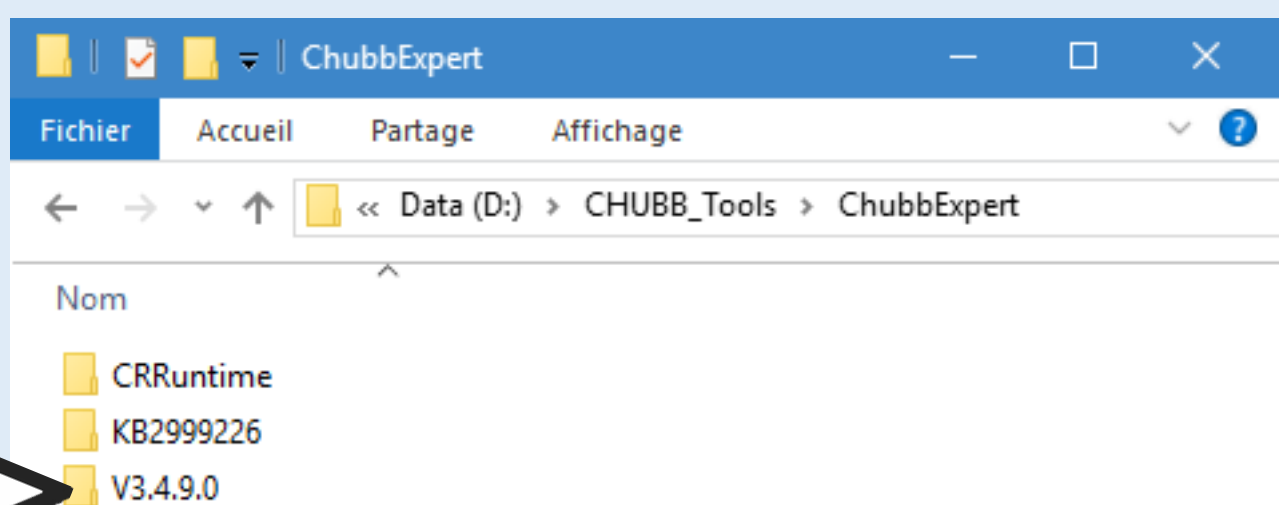 ChubbExpert
Fichier Accueil Partage Affichage
« Data (D:) > CHUBB_Tools > ChubbExpert
Nom
CRRuntime
KB2999226
V3.4.9.0